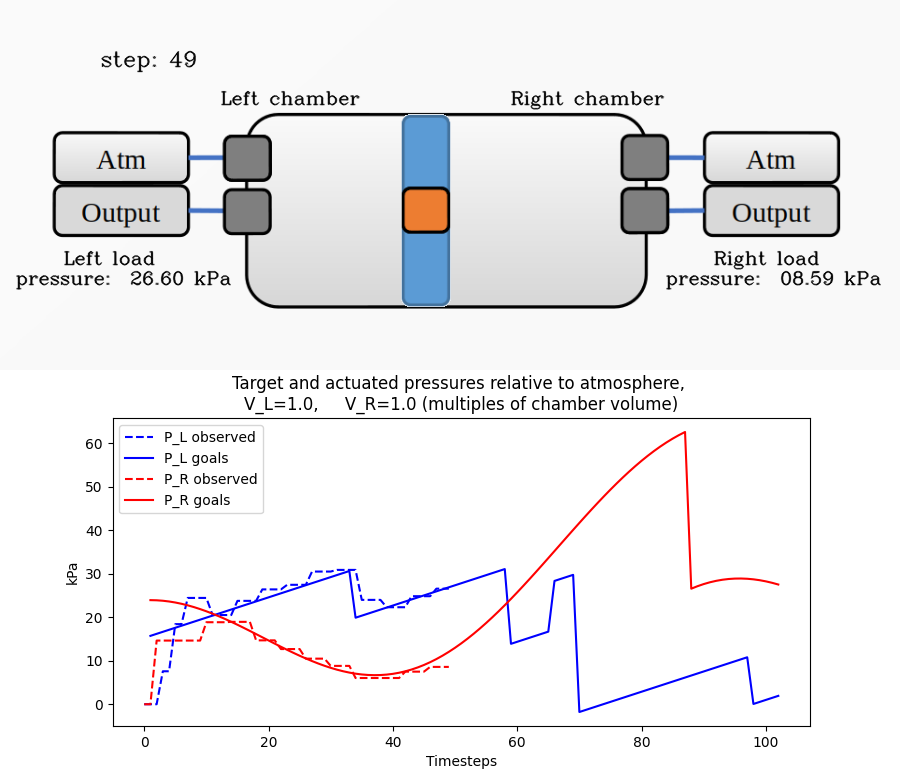 step: 49
Left chamber
Right chamber
Atm
Atm
Output
Output
Left load
pressure: 26.60 kPa
Right load
pressure: 08.59 kPa
Target and actuated pressures relative to atmosphere,
V_L=1.0, V_R=1.0 (multiples of chamber volume)
P_L observed
P_L goals
P_R observed
P_R goals
kPa
60
50
40
30
20
10
0
0
20
40
60
80
100
Timesteps